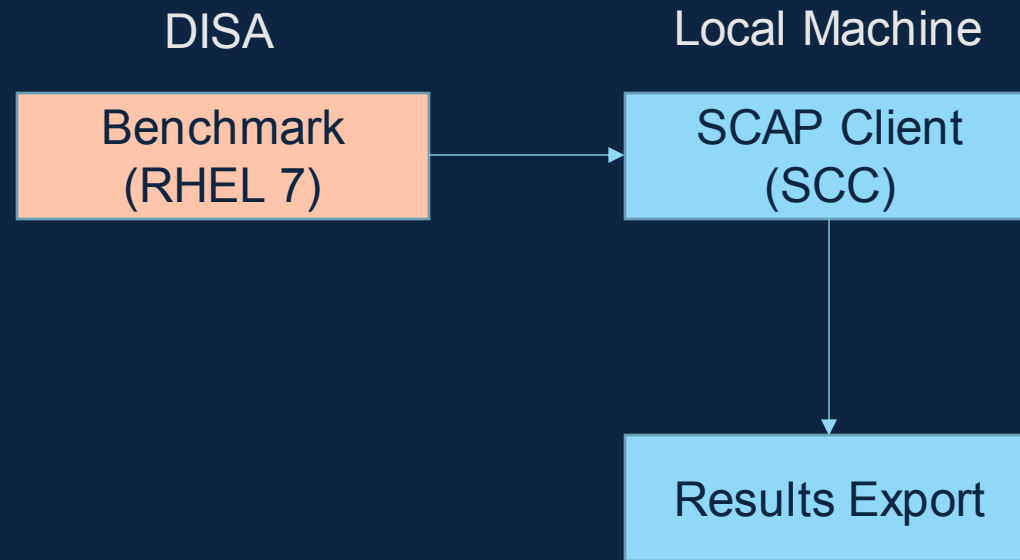 DISA
Local Machine
Benchmark
(RHEL 7)
SCAP Client
(SCC)
Results Export